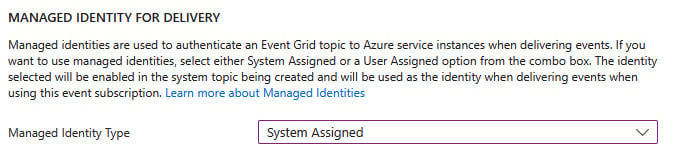 MANAGED IDENTITY FOR DELIVERY
Managed identities are used to authenticate an Event Grid topic to Azure service instances when delivering events. If you
want to use managed identities, select either System Assigned or a User Assigned option from the combo box. The identity
selected will be enabled in the system topic being created and will be used as the identity when delivering events when
using this event subscription. Learn more about Managed Identities
Managed Identity Type System Assigned